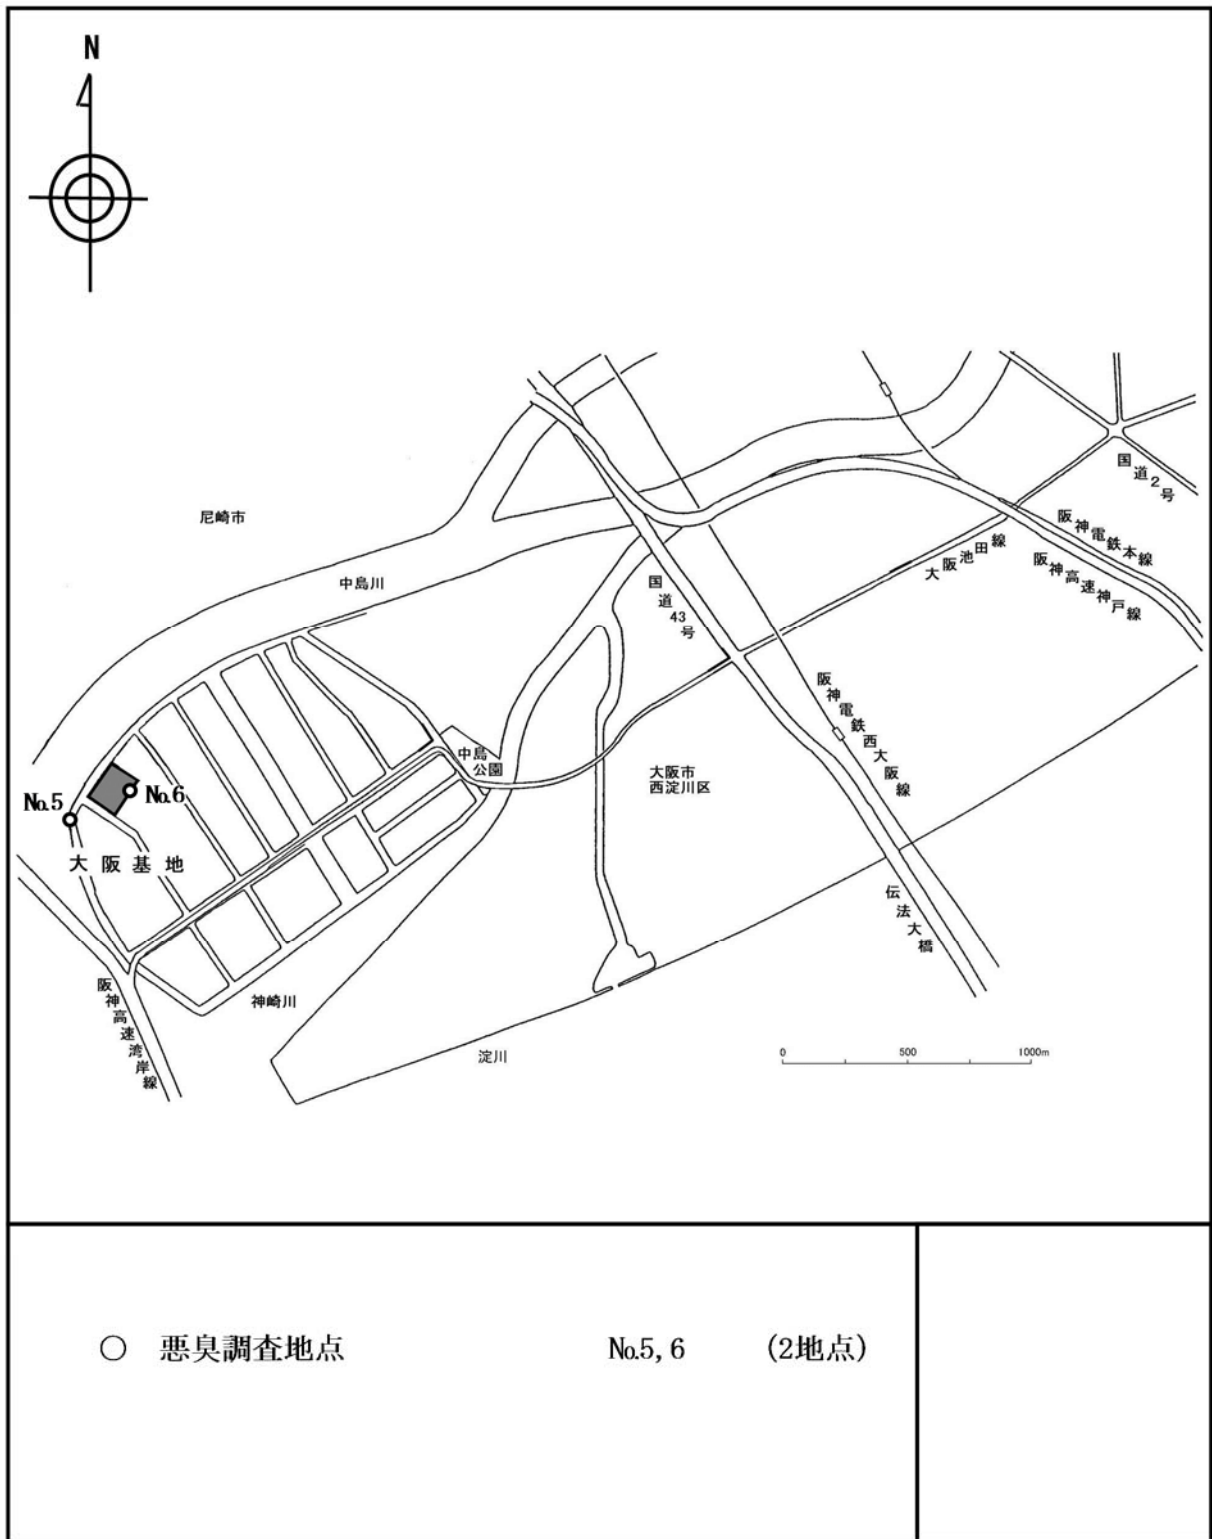 N
尼崎市
中島川
国道2号
阪神電鉄本線
阪神高速神戸線
大阪池田線
国道43号
阪神電鉄西大阪線
中島
公園
大阪市
西淀川区
No.5
No.6
大阪基地
伝法大橋
阪神高速湾岸線
神崎川
淀川
0 500 1000m
○ 悪臭調査地点 No.5, 6 (2地点)